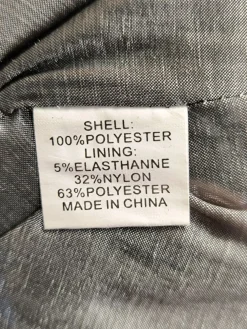 SHELL:
100%POLYESTER
LINING:
5%ELASTHANNE
32%NYLON
63%POLYESTER
MADE IN CHINA